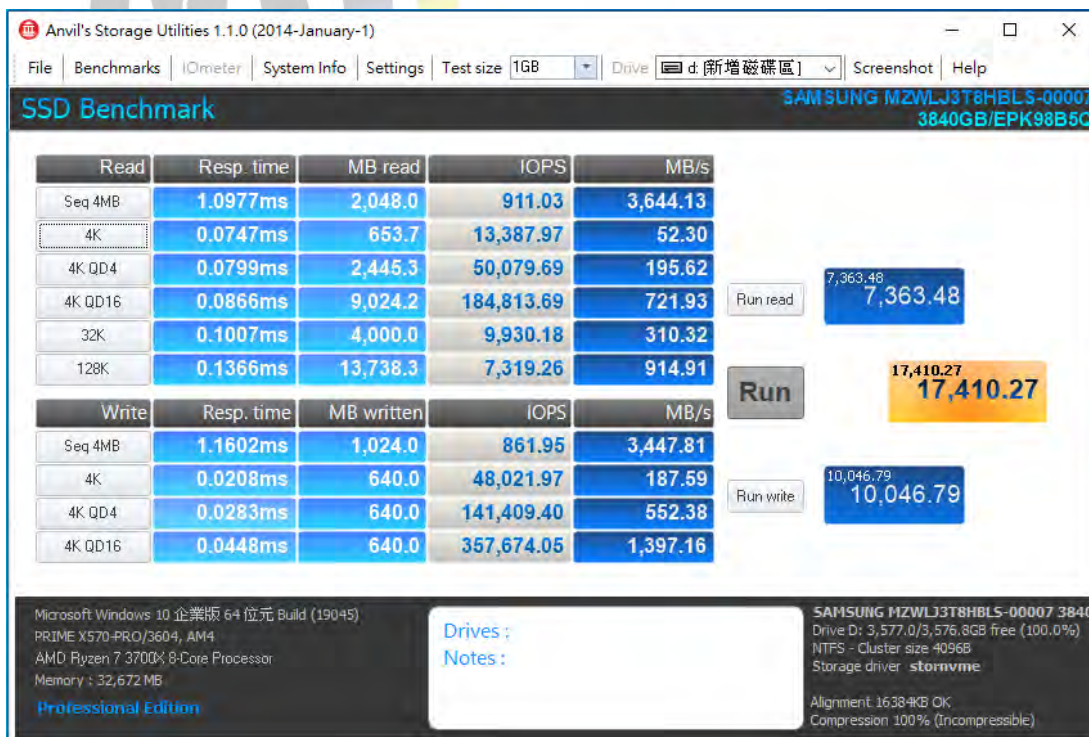 Anvil's Storage Utilities 1.1.0 (2014-January-1)
File Benchmarks IOmeter System Info Settings Test size 1GB Drive d: [新增磁碟區] Screenshot Help
SSD Benchmark
SAMSUNG MZWLJ3T8HBLS-00007
3840GB/EPK98B5Q
Read Resp. time MB read IOPS MB/s
Seq 4MB 1.0977ms 2,048.0 911.03 3,644.13
4K 0.0747ms 653.7 13,387.97 52.30
4K QD4 0.0799ms 2,445.3 50,079.69 195.62
4K QD16 0.0866ms 9,024.2 184,813.69 721.93
32K 0.1007ms 4,000.0 9,930.18 310.32
128K 0.1366ms 13,738.3 7,319.26 914.91
Run read
7,363.48
7,363.48
Run
17,410.27
17,410.27
Write Resp. time MB written IOPS MB/s
Seq 4MB 1.1602ms 1,024.0 861.95 3,447.81
4K 0.0208ms 640.0 48,021.97 187.59
4K QD4 0.0283ms 640.0 141,409.40 552.38
4K QD16 0.0448ms 640.0 357,674.05 1,397.16
Run write
10,046.79
10,046.79
Microsoft Windows 10 企業版 64 位元 Build (19045)
PRIME X570-PRO/3604, AM4
AMD Ryzen 7 3700X 8-Core Processor
Memory : 32,672 MB
Professional Edition
Drives :
Notes :
SAMSUNG MZWLJ3T8HBLS-00007 3840
Drive D: 3,577.0/3,576.8GB free (100.0%)
NTFS - Cluster size 4096B
Storage driver stornvme
Alignment 16384KB OK
Compression 100% (Incompressible)